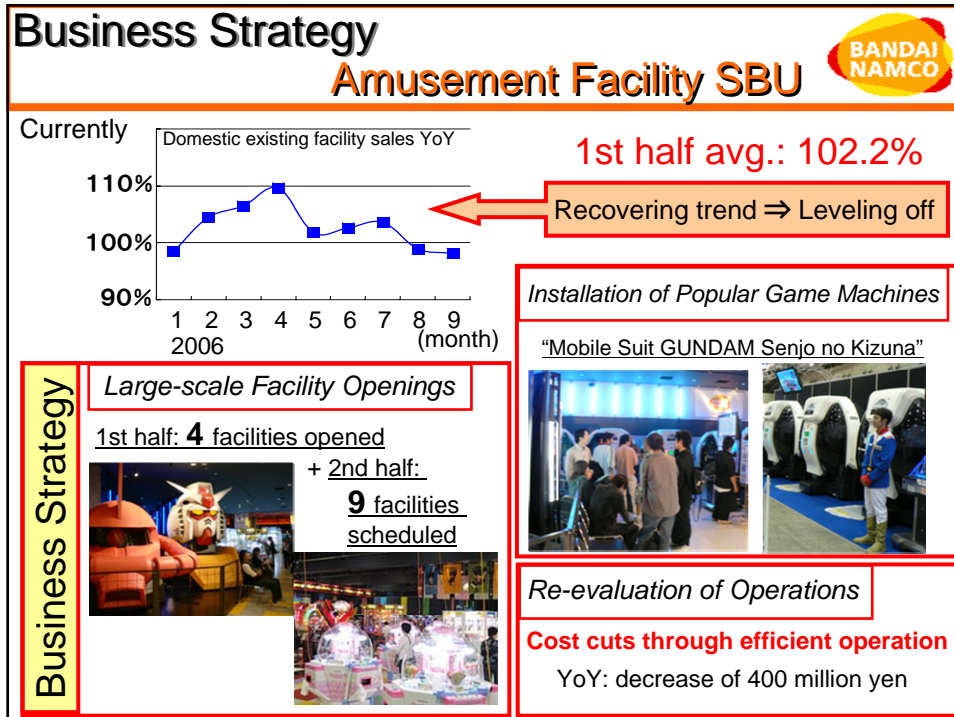 Business Strategy
Amusement Facility SBU
BANDAI
NAMCO
Currently
Domestic existing facility sales YoY
110%
100%
90%
1 2 3 4 5 6 7 8 9
2006
(month)
1st half avg.: 102.2%
Recovering trend ⇒ Leveling off
Business Strategy
Large-scale Facility Openings
1st half: 4 facilities opened
+ 2nd half:
9 facilities
scheduled
Installation of Popular Game Machines
“Mobile Suit GUNDAM Senjo no Kizuna”
Re-evaluation of Operations
Cost cuts through efficient operation
YoY: decrease of 400 million yen